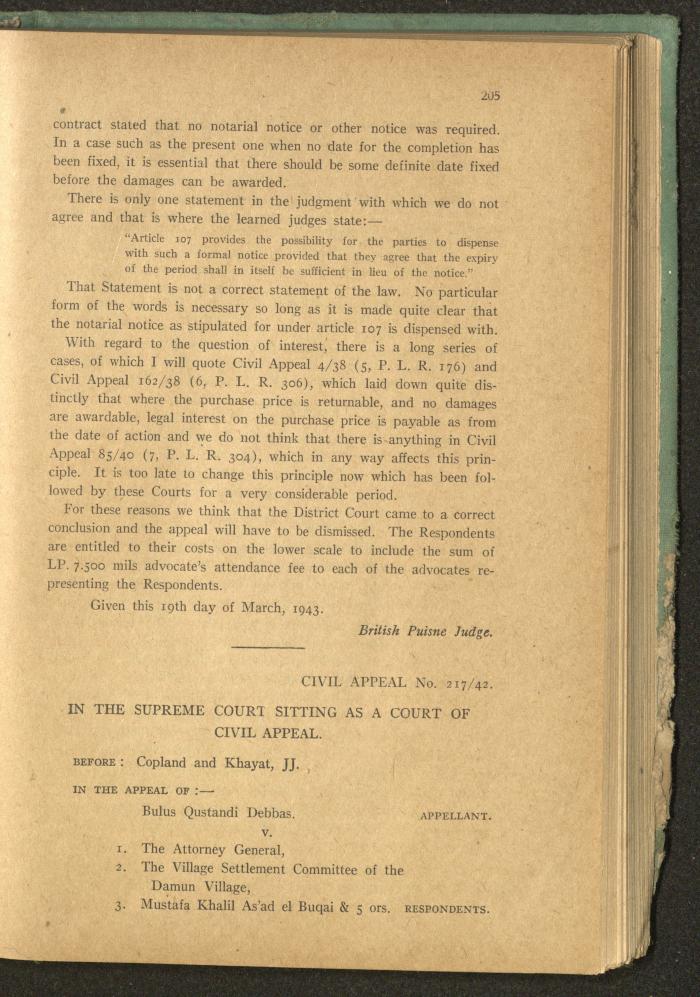 205
contract stated that no notarial notice or other notice was required.
In a case such as the present one when no date for the completion has
been fixed, it is essential that there should be some definite date fixed
before the damages can be awarded.
There is only one statement in the judgment with which we do not
agree and that is where the learned judges state:—
"Article 107 provides the possibility for the parties to dispense
with such a formal notice provided that they agree that the expiry
of the period shall in itself be sufficient in lieu of the notice."
That Statement is not a correct statement of the law. No particular
form of the words is necessary so long as it is made quite clear that
the notarial notice as stipulated for under article 107 is dispensed with.
With regard to the question of interest, there is a long series of
cases, of which I will quote Civil Appeal 4/38 (5, P. L. R. 176) and
Civil Appeal 162/38 (6, P. L. R. 306), which laid down quite dis-
tinctly that where the purchase price is returnable, and no damages
are awardable, legal interest on the purchase price is payable as from
the date of action and we do not think that there is anything in Civil
Appeal 85/40 (7, P. L. R. 304), which in any way affects this prin-
ciple. It is too late to change this principle now which has been fol-
lowed by these Courts for a very considerable period.
For these reasons we think that the District Court came to a correct
conclusion and the appeal will have to be dismissed. The Respondents
are entitled to their costs on the lower scale to include the sum of
LP. 7.500 mils advocate's attendance fee to each of the advocates re-
presenting the Respondents.
Given this 19th day of March, 1943.
British Puisne Judge.
CIVIL APPEAL No. 217/42.
IN THE SUPREME COURT SITTING AS A COURT OF
CIVIL APPEAL.
BEFORE : Copland and Khayat, JJ.
IN THE APPEAL OF :—
Bulus Qustandi Debbas. APPELLANT.
v.
1. The Attorney General,
2. The Village Settlement Committee of the
Damun Village,
3. Mustafa Khalil As'ad el Buqai & 5 ors. RESPONDENTS.